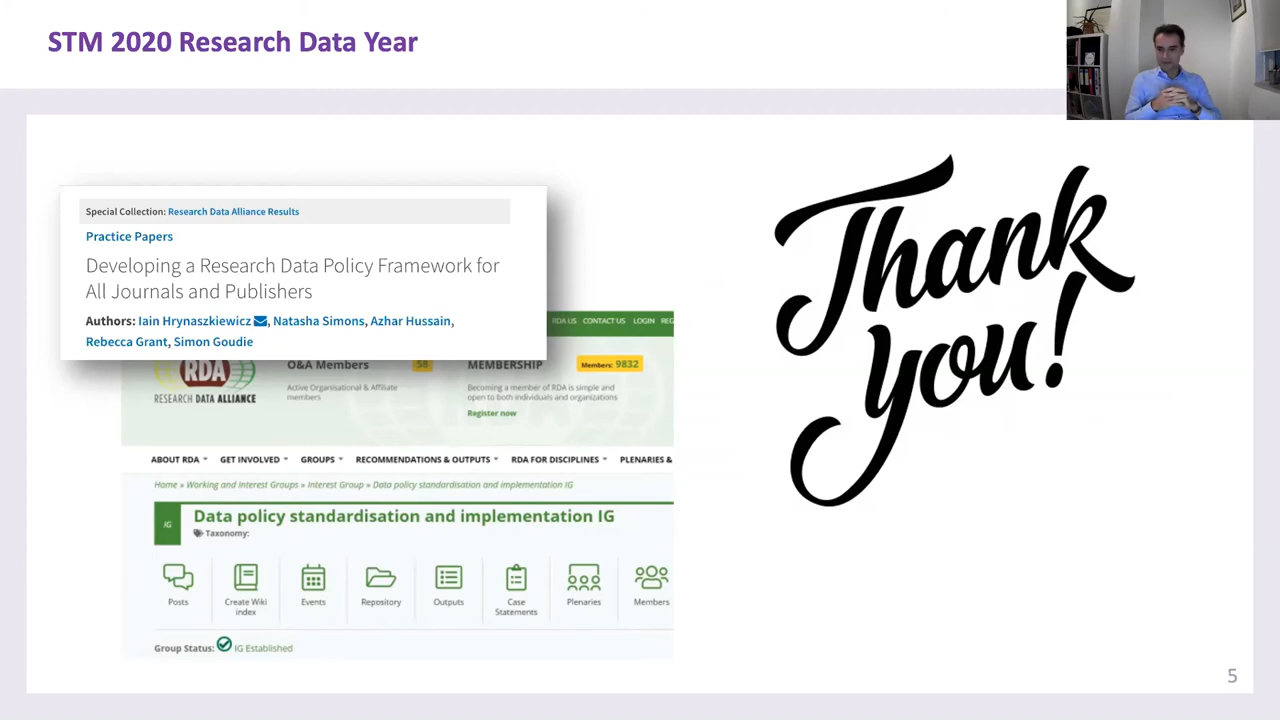 STM 2020 Research Data Year
Special Collection: Research Data Alliance Results
Practice Papers
Developing a Research Data Policy Framework for
All Journals and Publishers
Authors: Iain Hrynaszkiewicz, Natasha Simons, Azhar Hussain,
Rebecca Grant, Simon Goudie
Thank
you!
RDA US CONTACT US LOGIN REG
RDA
RESEARCH DATA ALLIANCE
O&A Members 58
Active Organisational & Affiliate
members
MEMBERSHIP Members: 9832
Becoming a member of RDA is simple and
open to both individuals and organizations
Register now
ABOUT RDA GET INVOLVED GROUPS RECOMMENDATIONS & OUTPUTS RDA FOR DISCIPLINES PLENARIES &
Home » Working and Interest Groups » Interest Group » Data policy standardisation and implementation IG
IG
Data policy standardisation and implementation IG
Taxonomy:
Posts
Create Wiki
index
Events
Repository
Outputs
Case
Statements
Plenaries
Members
Group Status: IG Established
5